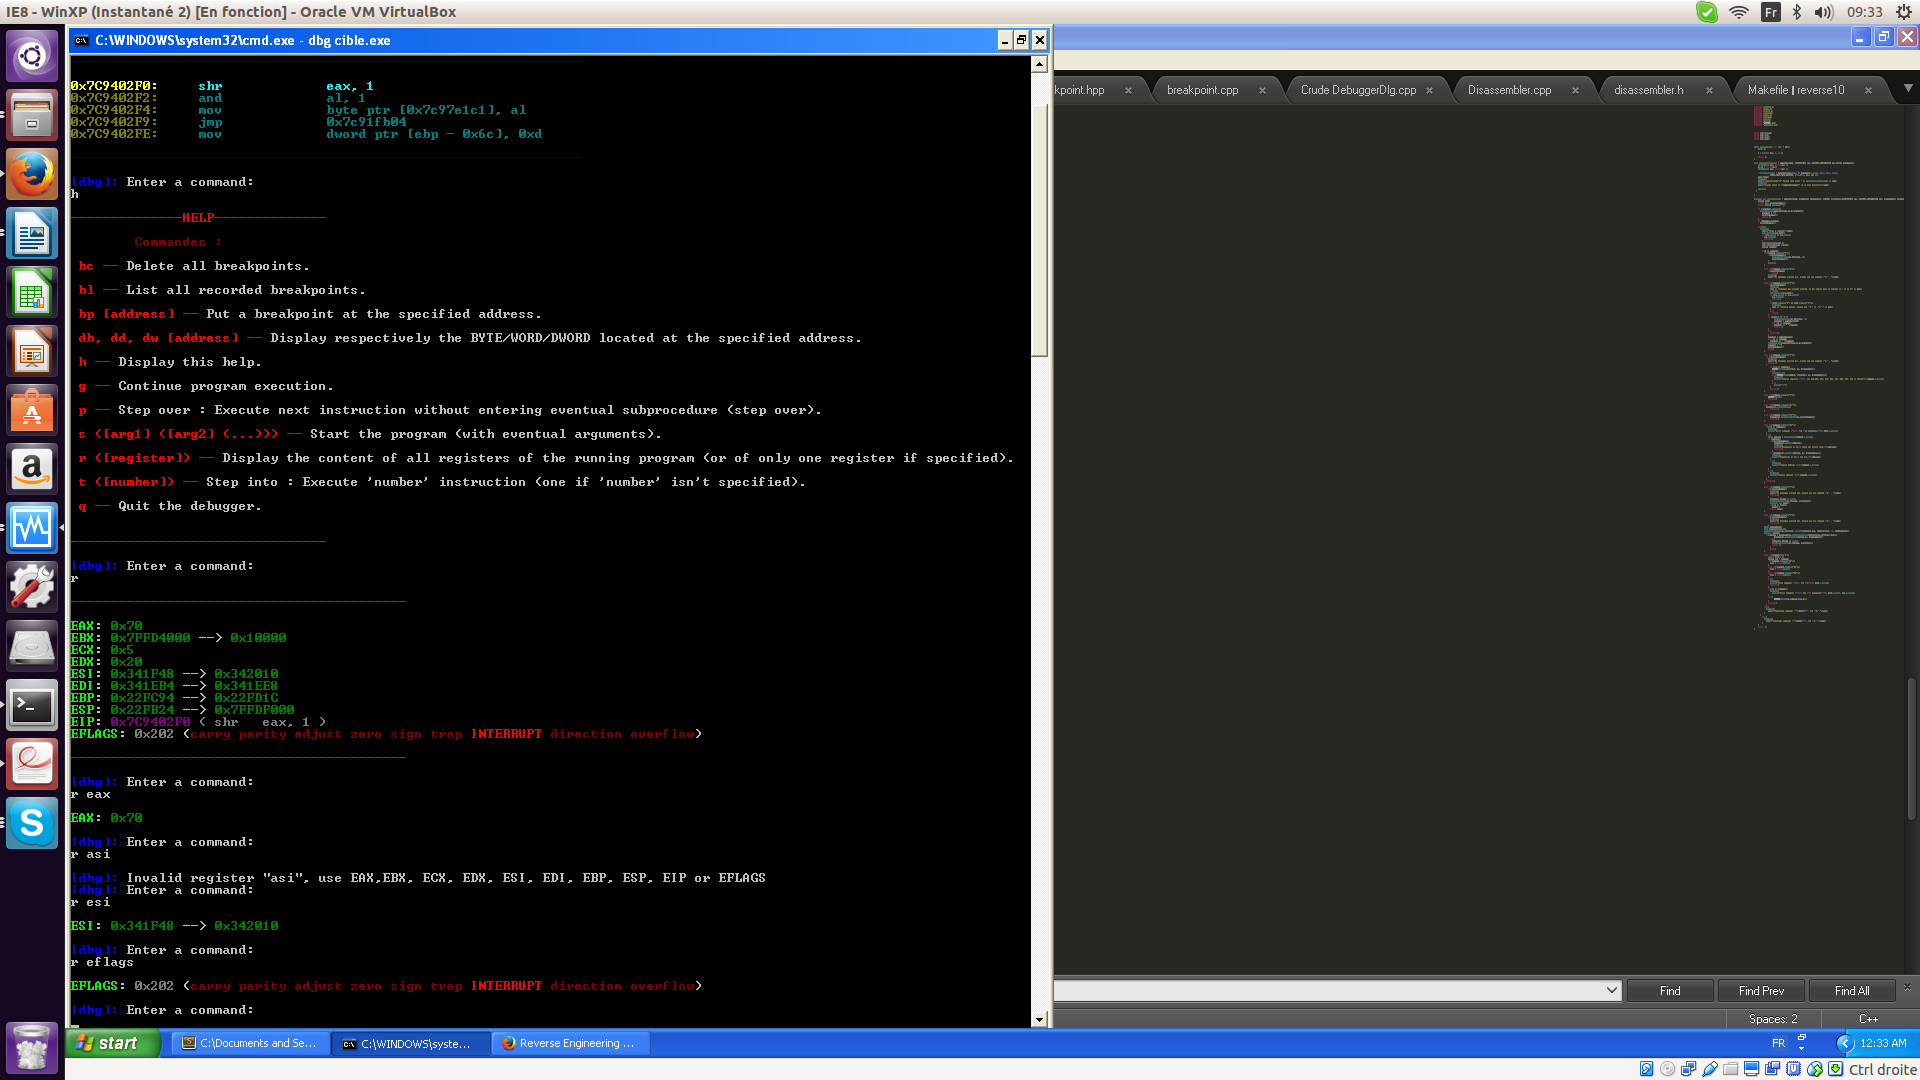 IE8 - WinXP (Instantané 2) [En fonction] - Oracle VM VirtualBox
Fr
09:33
C:\WINDOWS\system32\cmd.exe - dbg cible.exe
kpoint.hpp
breakpoint.cpp
Crude DebuggerDlg.cpp
Disassembler.cpp
disassembler.h
Makefile | reverse10
0x7C9402F0: shr eax, 1
0x7C9402F2: and al, 1
0x7C9402F4: mov byte ptr [0x7c97e1c1], al
0x7C9402F9: jmp 0x7c91fb04
0x7C9402FE: mov dword ptr [ebp - 0x6c], 0xd
[dbg]: Enter a command:
h
--------------HELP--------------
Commandes :
bc -- Delete all breakpoints.
bl -- List all recorded breakpoints.
bp [address] -- Put a breakpoint at the specified address.
db, dd, dw [address] -- Display respectively the BYTE/WORD/DWORD located at the specified address.
h -- Display this help.
g -- Continue program execution.
p -- Step over : Execute next instruction without entering eventual subprocedure (step over).
s ([arg1] ([arg2] (...))) -- Start the program (with eventual arguments).
r ([register]) -- Display the content of all registers of the running program (or of only one register if specified).
t ([number]) -- Step into : Execute 'number' instruction (one if 'number' isn't specified).
q -- Quit the debugger.
[dbg]: Enter a command:
r
EAX: 0x70
EBX: 0x7FFD4000 --> 0x10000
ECX: 0x5
EDX: 0x20
ESI: 0x341F48 --> 0x342010
EDI: 0x341EB4 --> 0x341EE8
EBP: 0x22FC94 --> 0x22FD1C
ESP: 0x22FB24 --> 0x7FFDF000
EIP: 0x7C9402F0 ( shr eax, 1 )
EFLAGS: 0x202 (carry parity adjust zero sign trap INTERRUPT direction overflow)
[dbg]: Enter a command:
r eax
EAX: 0x70
[dbg]: Enter a command:
r asi
[dbg]: Invalid register "asi", use EAX,EBX, ECX, EDX, ESI, EDI, EBP, ESP, EIP or EFLAGS
[dbg]: Enter a command:
r esi
ESI: 0x341F48 --> 0x342010
[dbg]: Enter a command:
r eflags
EFLAGS: 0x202 (carry parity adjust zero sign trap INTERRUPT direction overflow)
[dbg]: Enter a command:
Find
Find Prev
Find All
Spaces: 2
C++
start
C:\Documents and Se...
C:\WINDOWS\syste...
Reverse Engineering ...
FR
12:33 AM
Ctrl droite